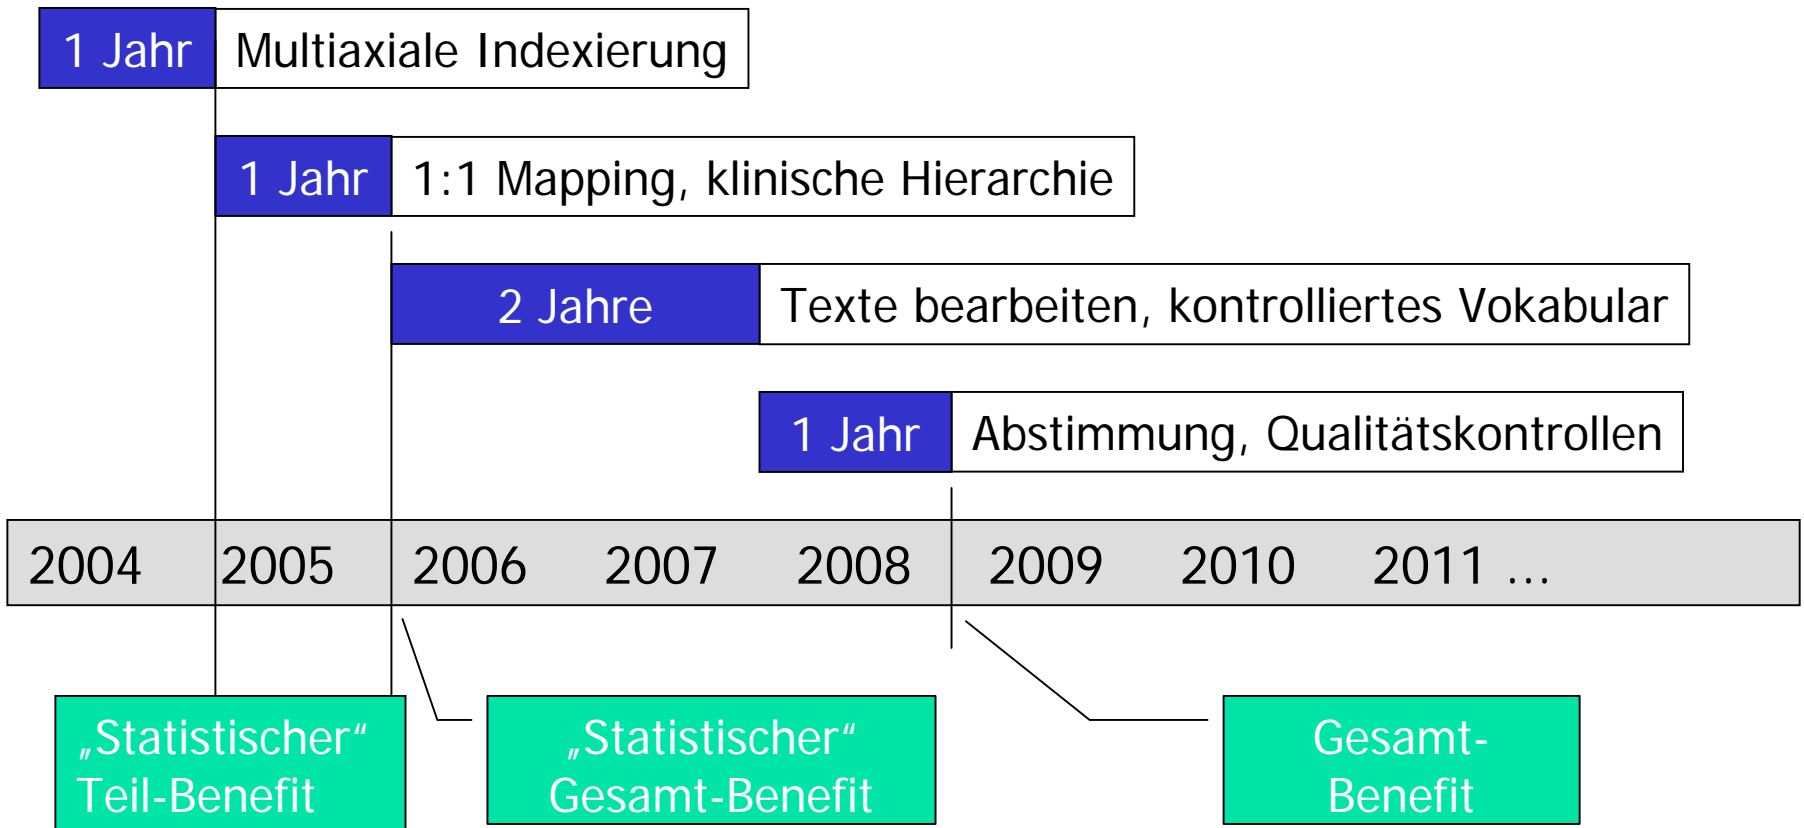 1 Jahr Multiaxiale Indexierung
1 Jahr 1:1 Mapping, klinische Hierarchie
2 Jahre Texte bearbeiten, kontrolliertes Vokabular
1 Jahr Abstimmung, Qualitätskontrollen
2004 2005 2006 2007 2008 2009 2010 2011 ...
„Statistischer“
Teil-Benefit
„Statistischer“
Gesamt-Benefit
Gesamt-
Benefit